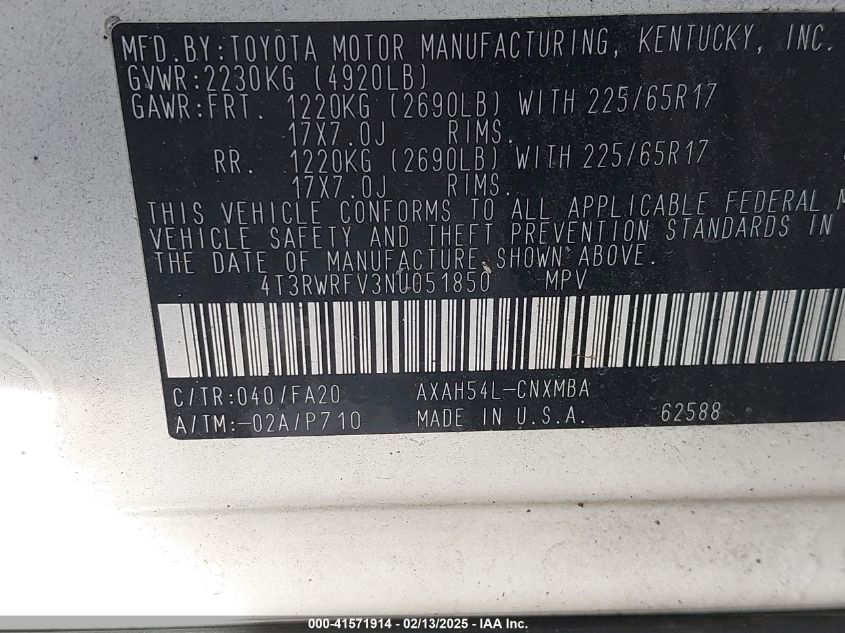 MFD.BY:TOYOTA MOTOR MANUFACTURING, KENTUCKY, INC.
GVWR:2230KG (4920LB)
GAWR:FRT. 1220KG (2690LB) WITH 225/65R17
17X7.0J RIMS.
RR. 1220KG (2690LB) WITH 225/65R17
17X7.0J RIMS.
THIS VEHICLE CONFORMS TO ALL APPLICABLE FEDERAL
VEHICLE SAFETY AND THEFT PREVENTION STANDARDS IN
THE DATE OF MANUFACTURE SHOWN ABOVE.
4T3RWRFV3NU051850 MPV
C/TR:040/FA20 AXAH54L-CNXMBA
A/TM:-02A/P710 MADE IN U.S.A. 62588
000-41571914 - 02/13/2025 - IAA Inc.